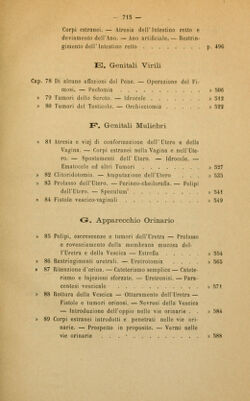 — 715 —
Corpi estranei. — Atresia dell'Intestino retto e
deviamento dell'Ano. — Ano artificiale. — Restrin-
gimento dell'Intestino retto . . . . p. 496
E. Genitali Virili
Cap. 78 Di alcune affezioni del Pene. — Operazione del Fi-
mosi. — Pechomia . . . . » 506
» 79 Tumori dello Scroto. — Idrocele . . . » 512
» 80 Tumori del Testicolo. — Orchiectomia . . » 522
F. Genitali Muliebri
» 81 Atresia e vizj di conformazione dell'Utero e della
Vagina. — Corpi estranei nella Vagina e nell'Ute-
ro. — Spostamenti dell'Utero. — Idrocele. —
Ematocele ed altri Tumori . . . . » 527
» 82 Clitoridotomia. — Amputazione dell'Utero . » 535
» 83 Prolasso dell'Utero. — Perineo-cheiloraña. — Polipi
dell'Utero. — Speculum . . . . » 541
» 84 Fistole vescico-vaginali . . . . » 549
G. Apparecchio Orinario
» 85 Polipi, escrescenze e tumori dell'Uretra — Prolasso
e rovesciamento della membrana mucosa del-
l'Uretra e della Vescica — Estrofia . . » 554
» 86 Restringimenti uretrali. — Uretrotomia . . » 565
» 87 Ritenzione d'orina. — Cateterismo semplice — Catete-
rismo e Injezioni sforzate. — Uretrotomi. — Para-
centesi vescicale . . . . » 571
» 88 Rottura della Vescica — Otturamento dell'Uretra —
Fistole e tumori orinosi. — Nevrosi della Vescica
— Introduzione dell'oppio nelle vie orinarie . » 584
» 89 Corpi estranei introdotti e penetrati nelle vie ori-
narie. — Prospetto in proposito. — Vermi nelle
vie orinarie . . . . » 588